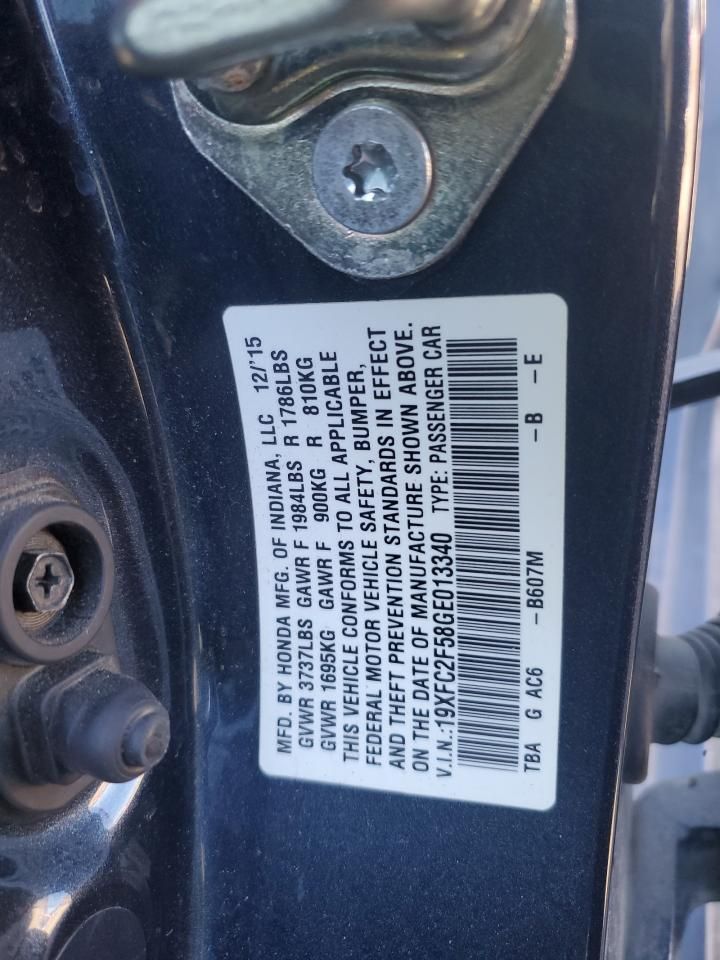 MFD. BY HONDA MFG. OF INDIANA, LLC 12/'15
GVWR 3737LBS GAWR F 1984LBS R 1786LBS
GVWR 1695KG GAWR F 900KG R 810KG
THIS VEHICLE CONFORMS TO ALL APPLICABLE
FEDERAL MOTOR VEHICLE SAFETY, BUMPER,
AND THEFT PREVENTION STANDARDS IN EFFECT
ON THE DATE OF MANUFACTURE SHOWN ABOVE.
V.I.N.:19XFC2F58GE013340 TYPE: PASSENGER CAR
TBA G AC6 -B607M -B -E